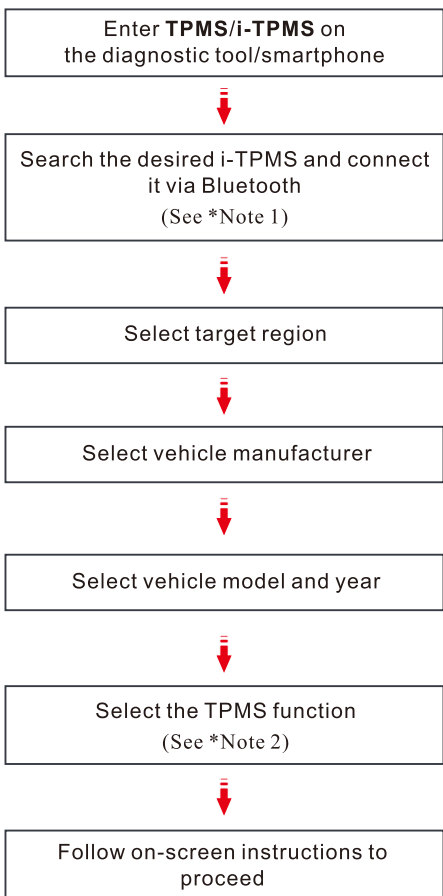 Enter TPMS/i-TPMS on
the diagnostic tool/smartphone
Search the desired i-TPMS and connect
it via Bluetooth
(See *Note 1)
Select target region
Select vehicle manufacturer
Select vehicle model and year
Select the TPMS function
(See *Note 2)
Follow on-screen instructions to
proceed